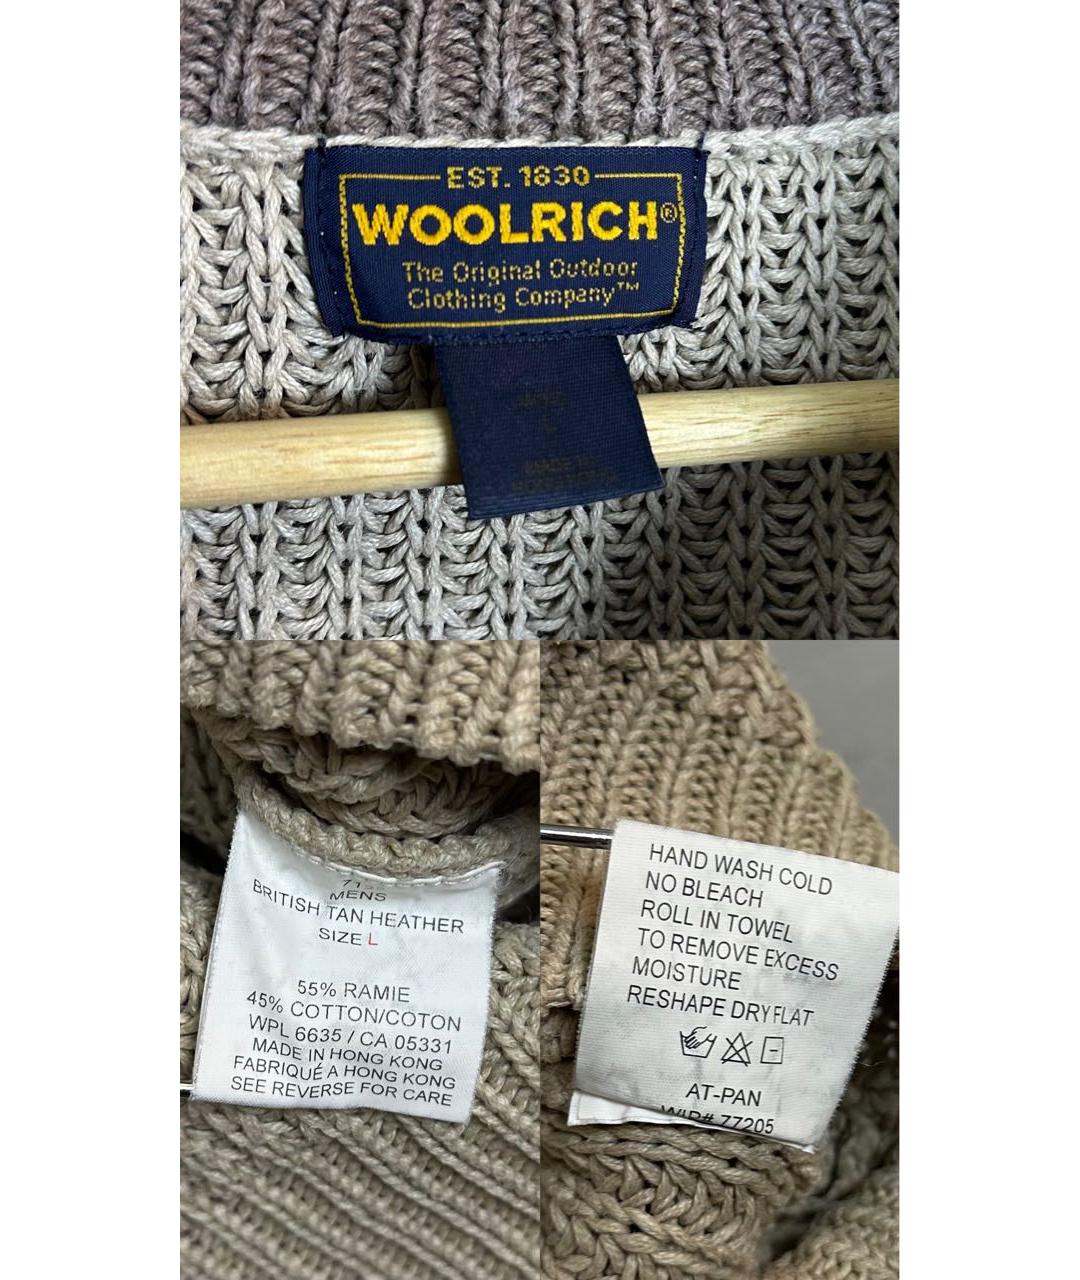 EST. 1830
WOOLRICH®
The Original Outdoor
Clothing Company™
MENS
BRITISH TAN HEATHER
SIZE L
55% RAMIE
45% COTTON/COTON
WPL 6635 / CA 05331
MADE IN HONG KONG
FABRIQUÉ A HONG KONG
SEE REVERSE FOR CARE
HAND WASH COLD
NO BLEACH
ROLL IN TOWEL
TO REMOVE EXCESS
MOISTURE
RESHAPE DRY FLAT
AT-PAN
WIP# 77205